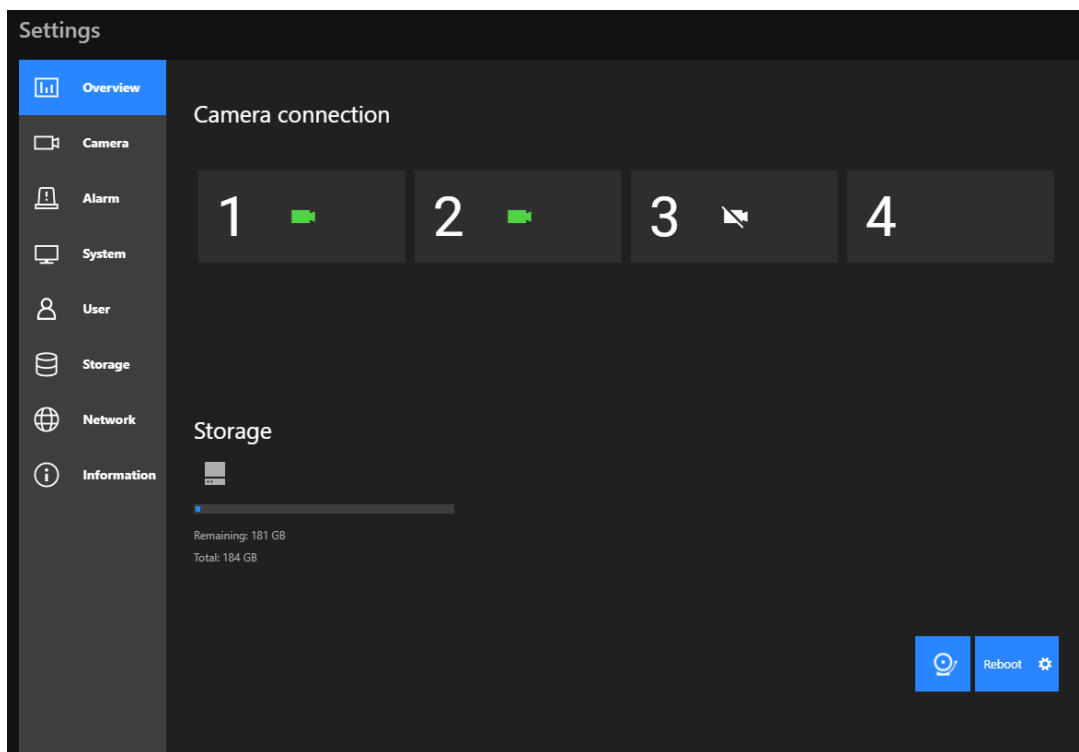 Settings
Overview
Camera
Alarm
System
User
Storage
Network
Information
Camera connection
1
2
3
4
Storage
Remaining: 181 GB
Total: 184 GB
Reboot